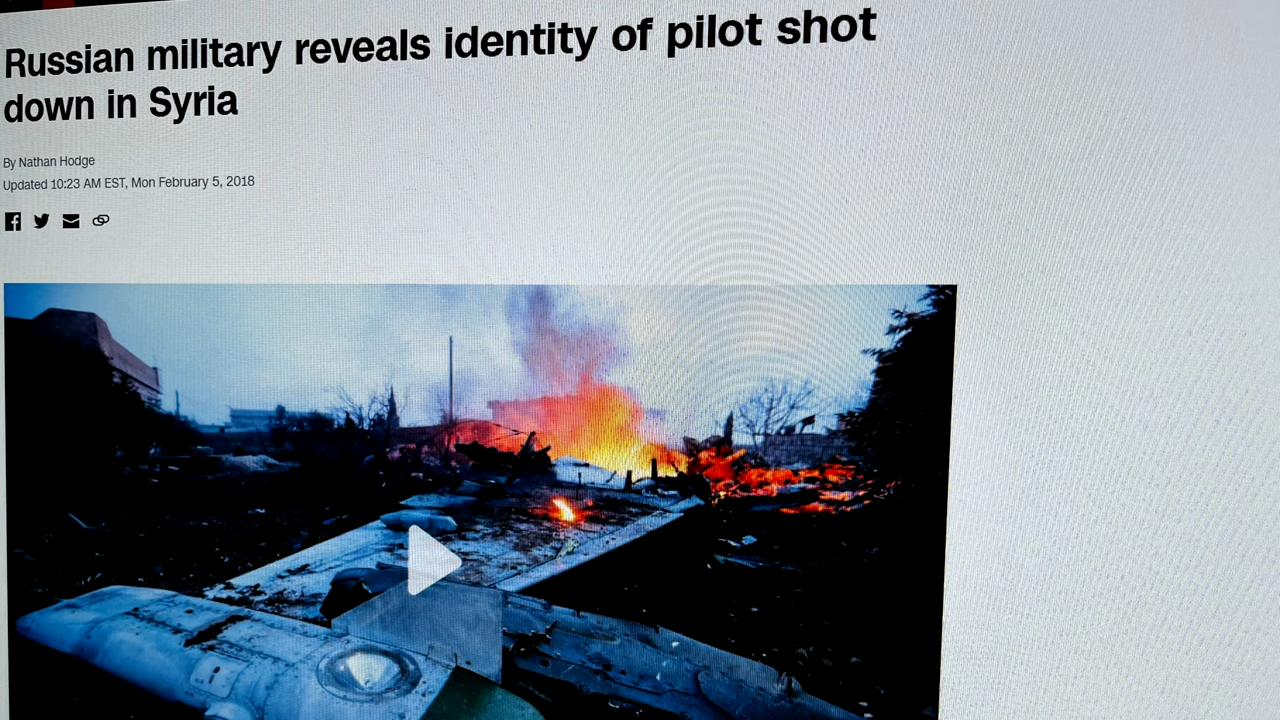 Russian military reveals identity of pilot shot
down in Syria
By Nathan Hodge
Updated 10:23 AM EST, Mon February 5, 2018